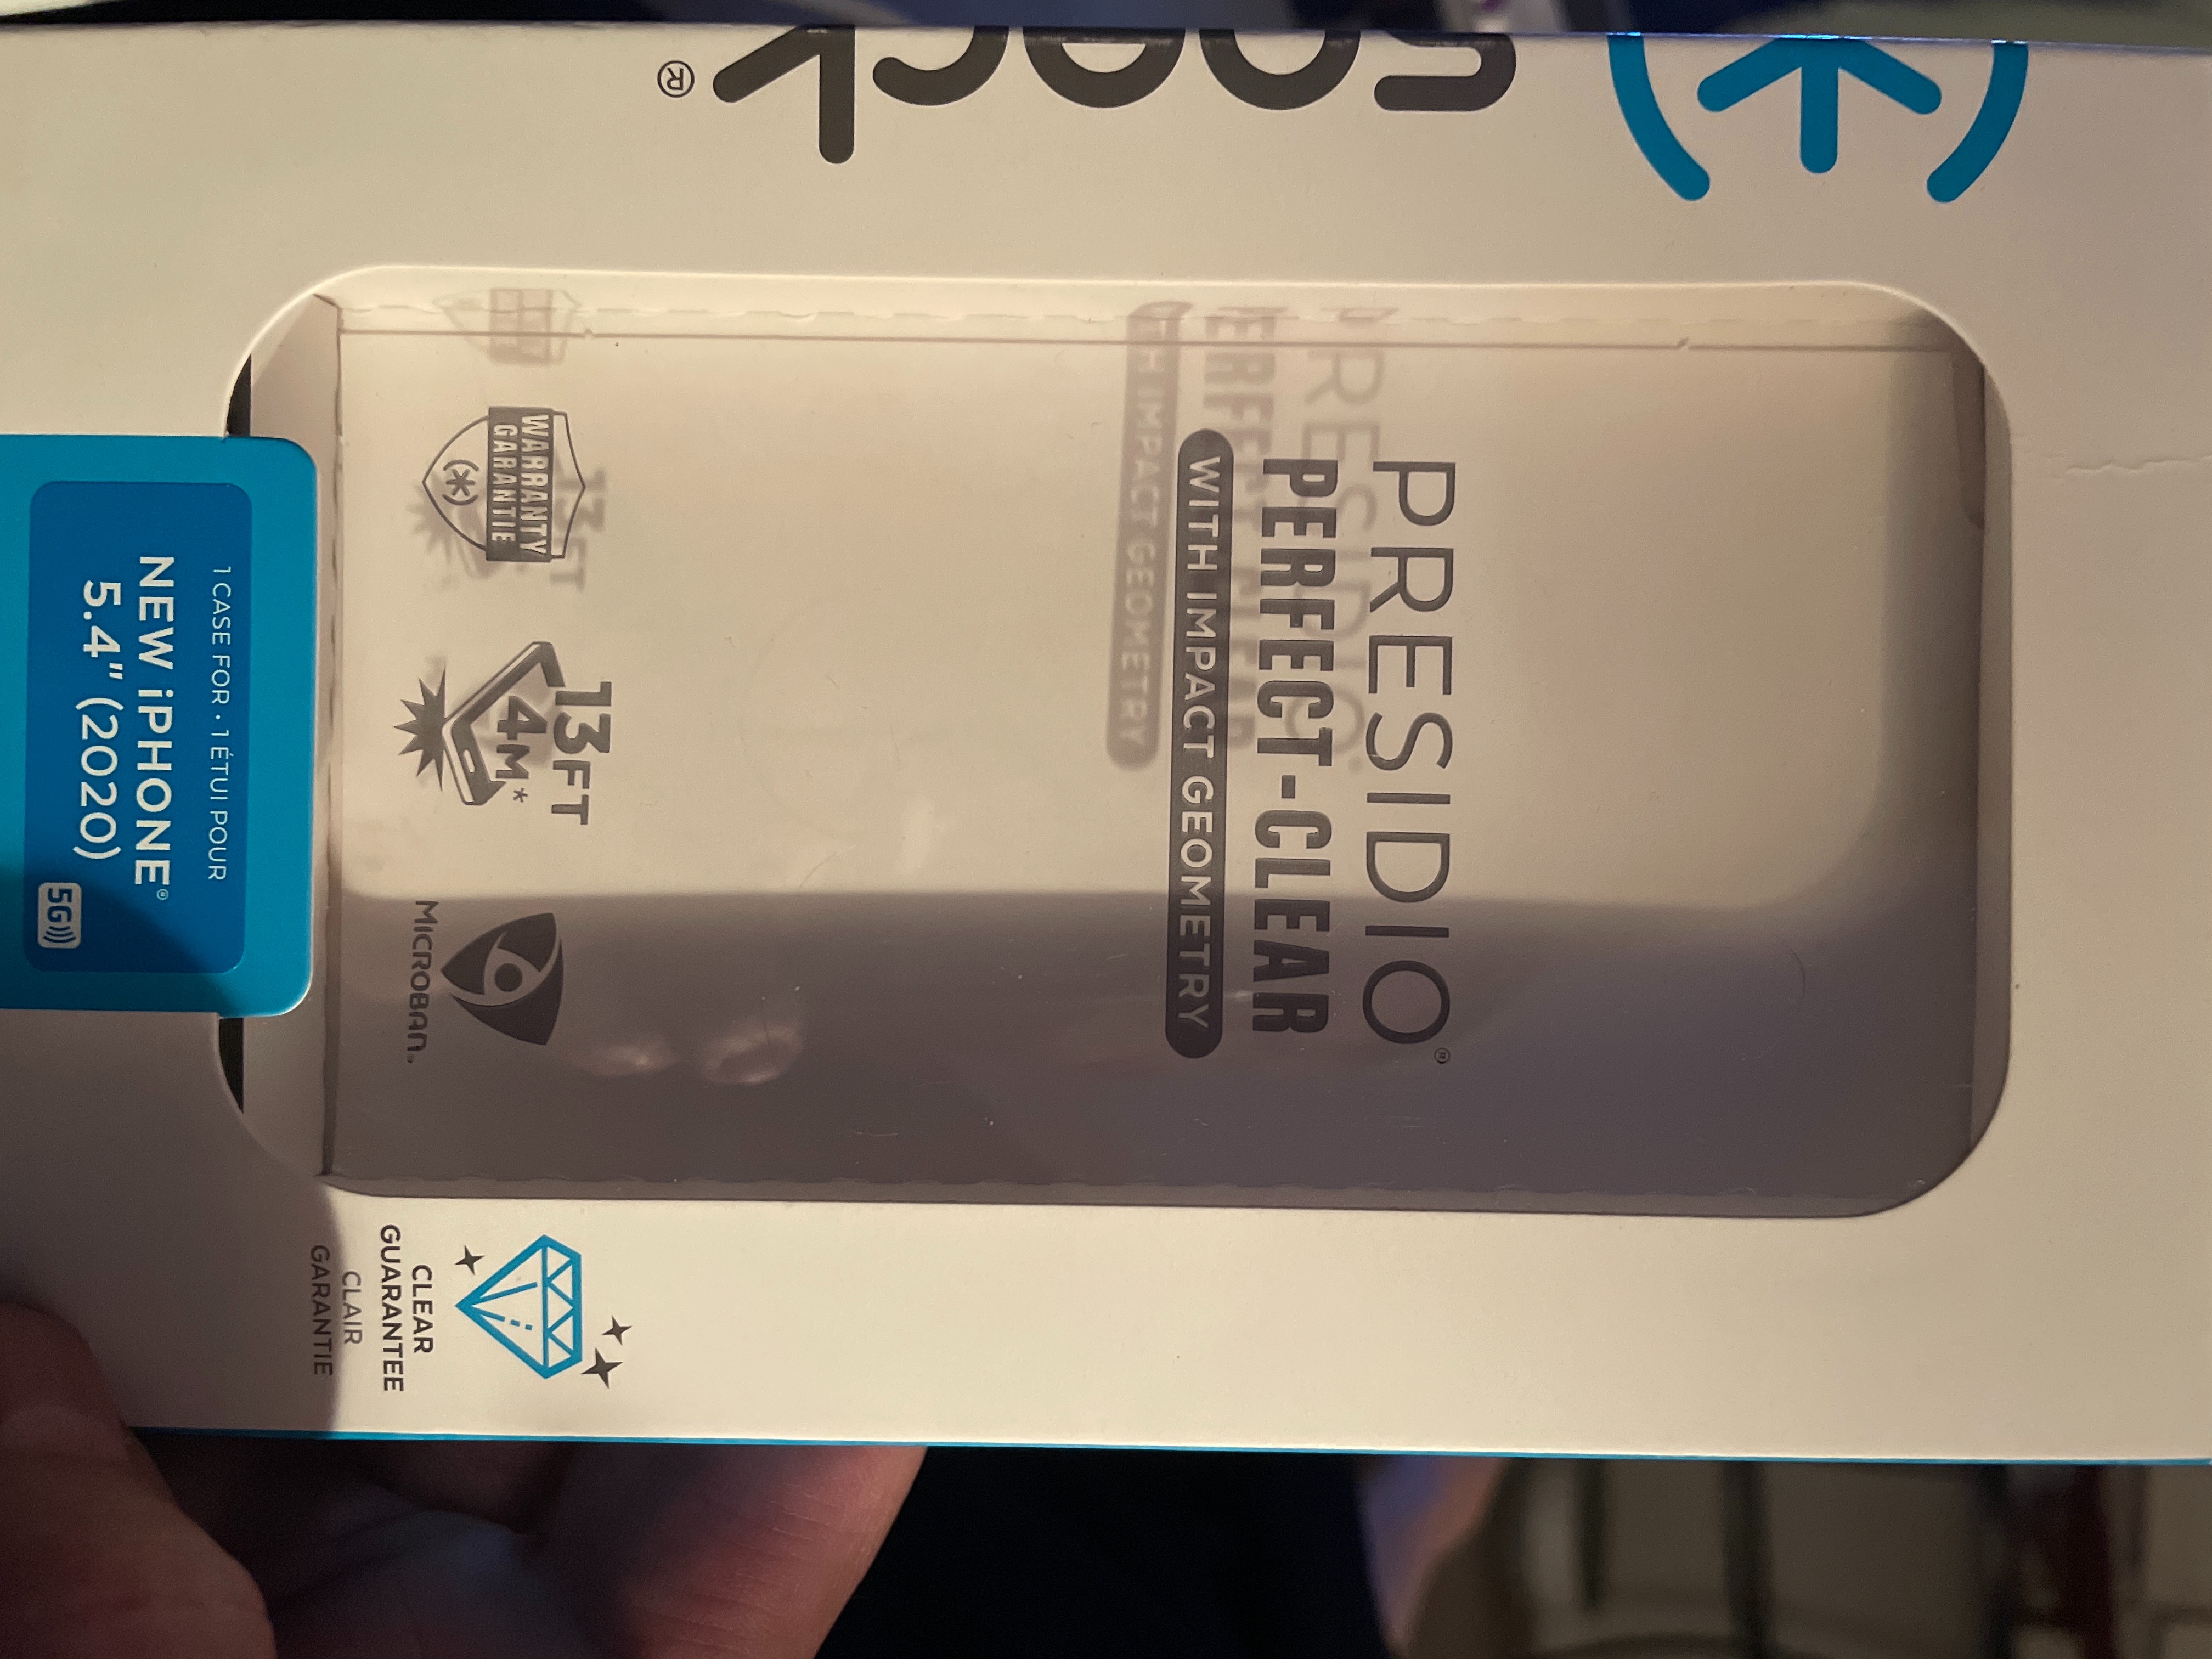 speck®
PRESIDIO®
PERFECT-CLEAR
WITH IMPACT GEOMETRY
13FT
4M*
WARRANTY
GARANTIE
MICROBAN®
CLEAR
GUARANTEE
CLAIR
GARANTIE
1 CASE FOR • 1 ÉTUI POUR
NEW iPHONE®
5.4" (2020)
5G